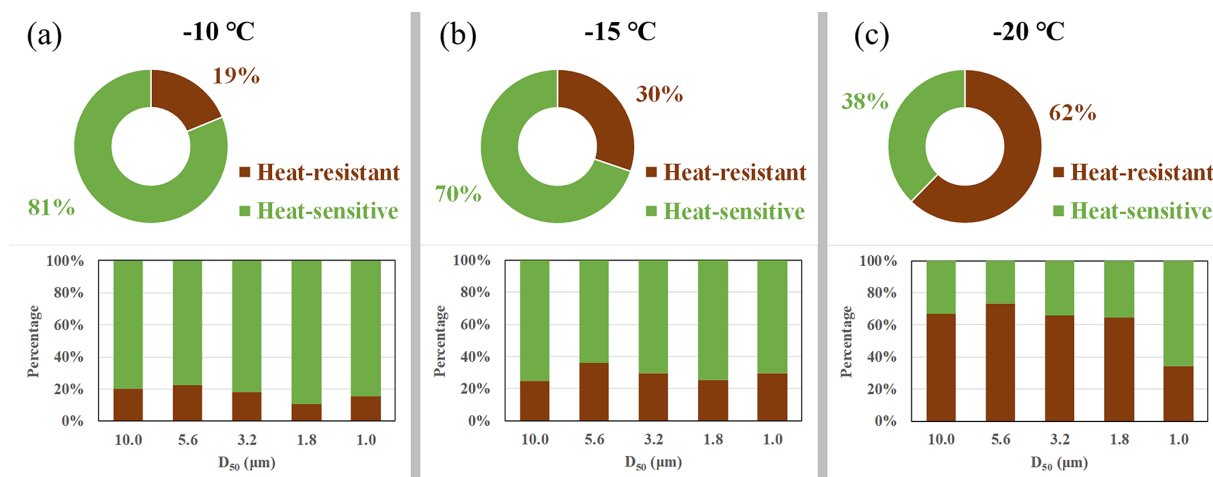 (a) -10 ℃
19%
81%
Heat-resistant
Heat-sensitive
Percentage
100%
80%
60%
40%
20%
0%
10.0 5.6 3.2 1.8 1.0
D₅₀ (μm)
(b) -15 ℃
30%
70%
Heat-resistant
Heat-sensitive
Percentage
100%
80%
60%
40%
20%
0%
10.0 5.6 3.2 1.8 1.0
D₅₀ (μm)
(c) -20 ℃
38%
62%
Heat-resistant
Heat-sensitive
Percentage
100%
80%
60%
40%
20%
0%
10.0 5.6 3.2 1.8 1.0
D₅₀ (μm)